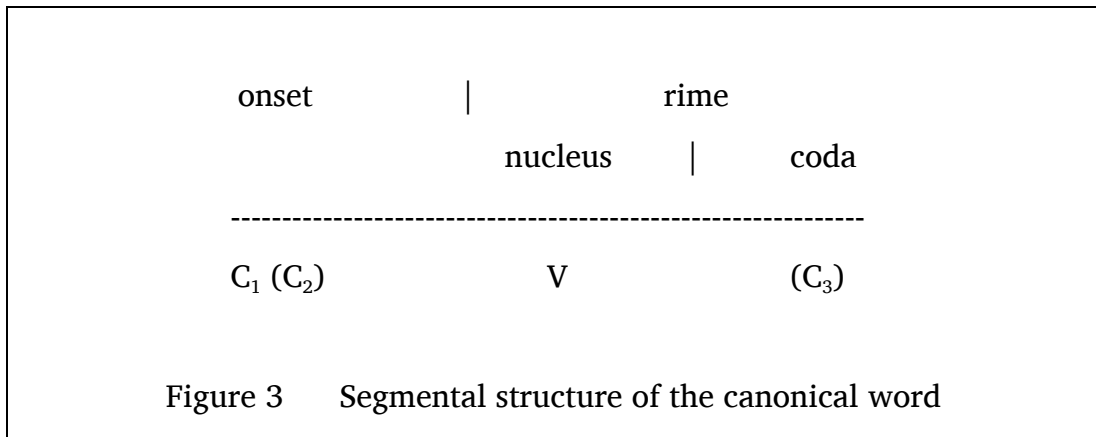 onset | rime
nucleus | coda
--------------------------------------------------------------
C₁ (C₂) V (C₃)
Figure 3 Segmental structure of the canonical word